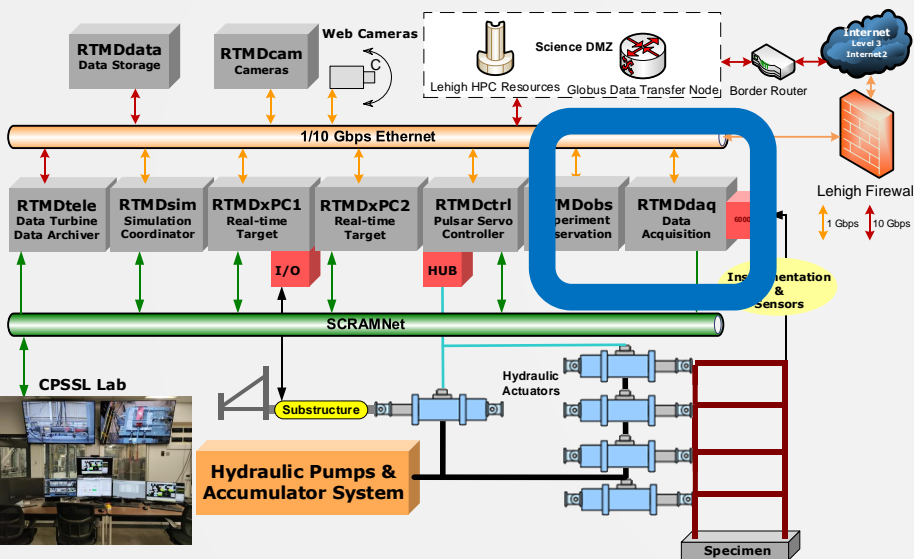 RTMDdata
Data Storage
RTMDcam
Cameras
Web Cameras
C
Science DMZ
Lehigh HPC Resources
Globus Data Transfer Node
Border Router
Internet
Level 3
Internet2
1/10 Gbps Ethernet
Lehigh Firewall
1 Gbps
10 Gbps
RTMDtele
Data Turbine
Data Archiver
RTMDsim
Simulation
Coordinator
RTMDxPC1
Real-time
Target
RTMDxPC2
Real-time
Target
RTMDctrl
Pulsar Servo
Controller
MDobs
periment
servation
RTMDdaq
Data
Acquisition
6000
I/O
HUB
Ins umentation
&
Sensors
SCRAMNet
CPSSL Lab
Substructure
Hydraulic
Actuators
Hydraulic Pumps &
Accumulator System
Specimen